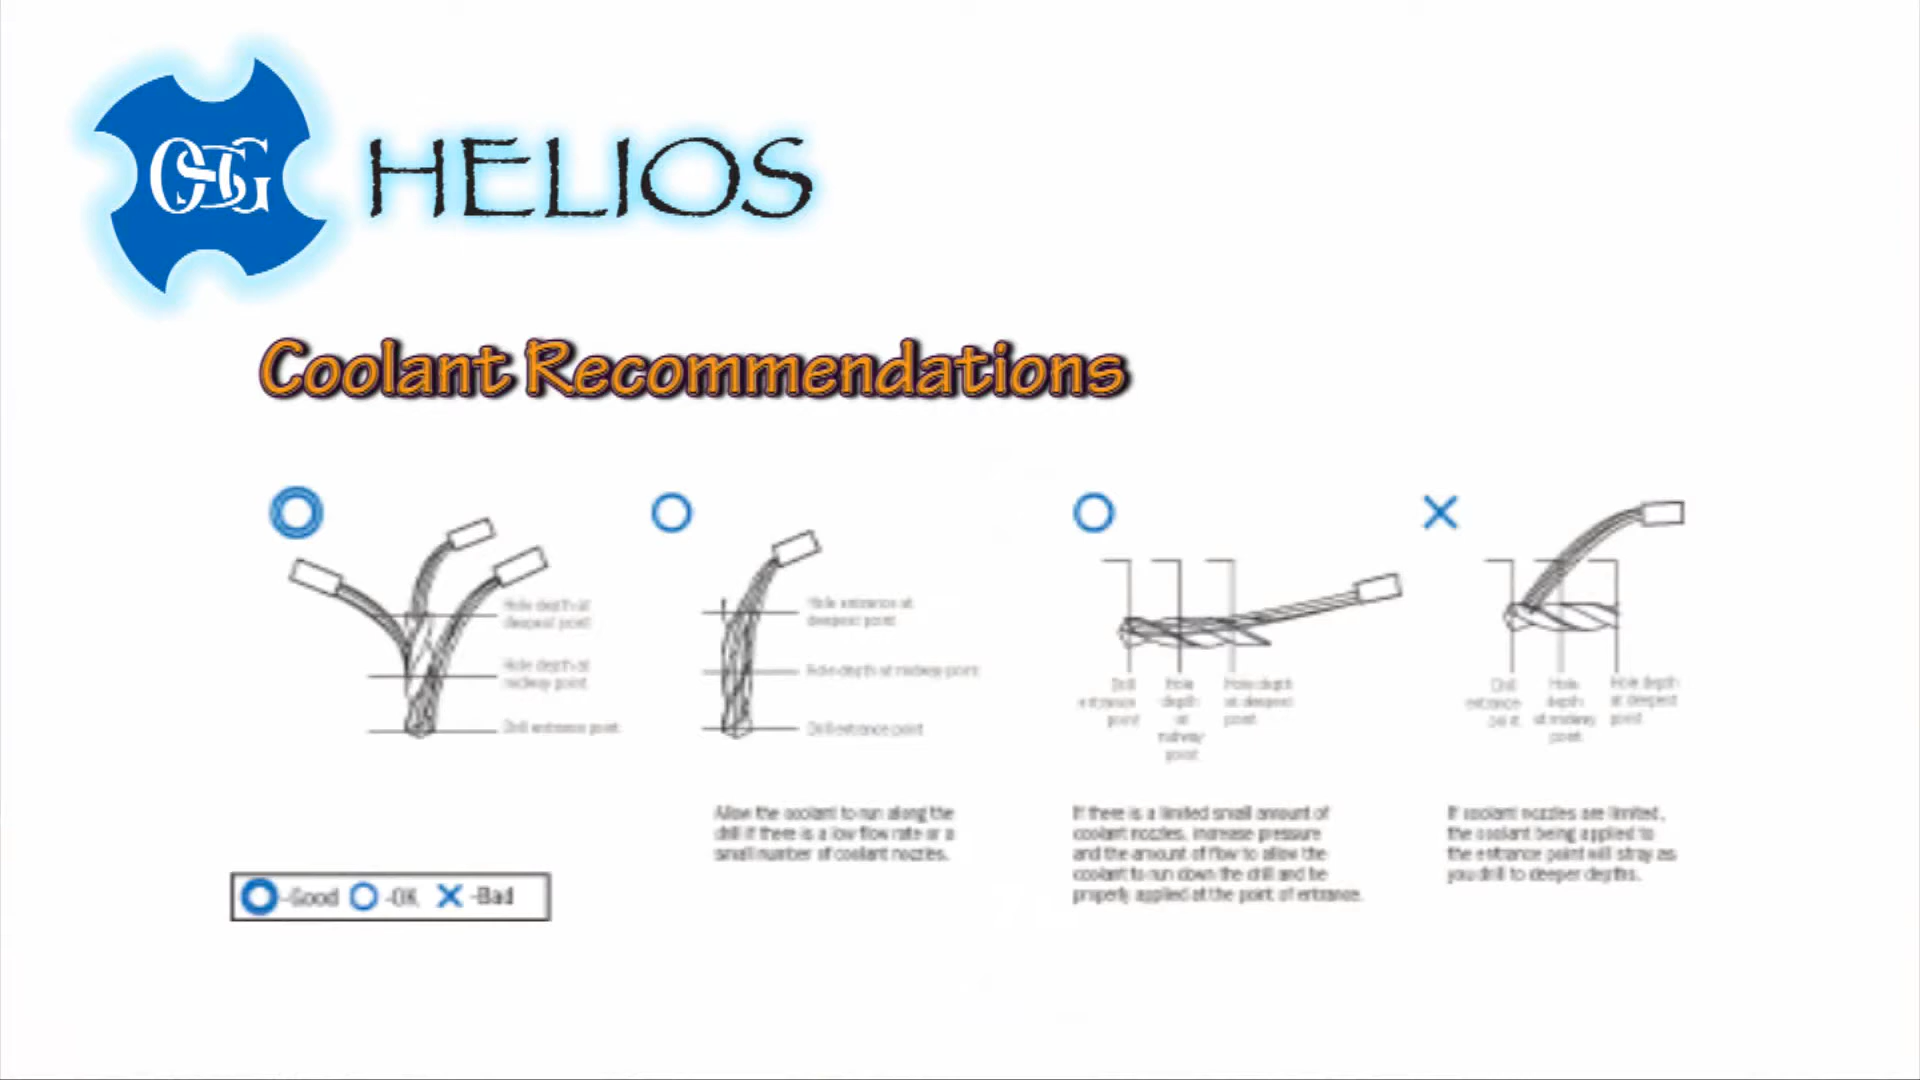 OSG HELIOS
Coolant Recommendations
Hole depth at
deepest point
Hole depth at
midway point
Drill entrance point
Hole entrance at
deepest point
Hole depth at midway point
Drill entrance point
Drill
entrance
point
Hole
depth
at
midway
point
Hole depth
at deepest
point
Drill
entrance
point
Hole
depth
at midway
point
Hole depth
at deepest
point
Allow the coolant to run along the
drill if there is a low flow rate or a
small number of coolant nozzles.
If there is a limited small amount of
coolant nozzles, increase pressure
and the amount of flow to allow the
coolant to run down the drill and be
properly applied at the point of entrance.
If coolant nozzles are limited,
the coolant being applied to
the entrance point will stray as
you drill to deeper depths.
-Good -OK -Bad